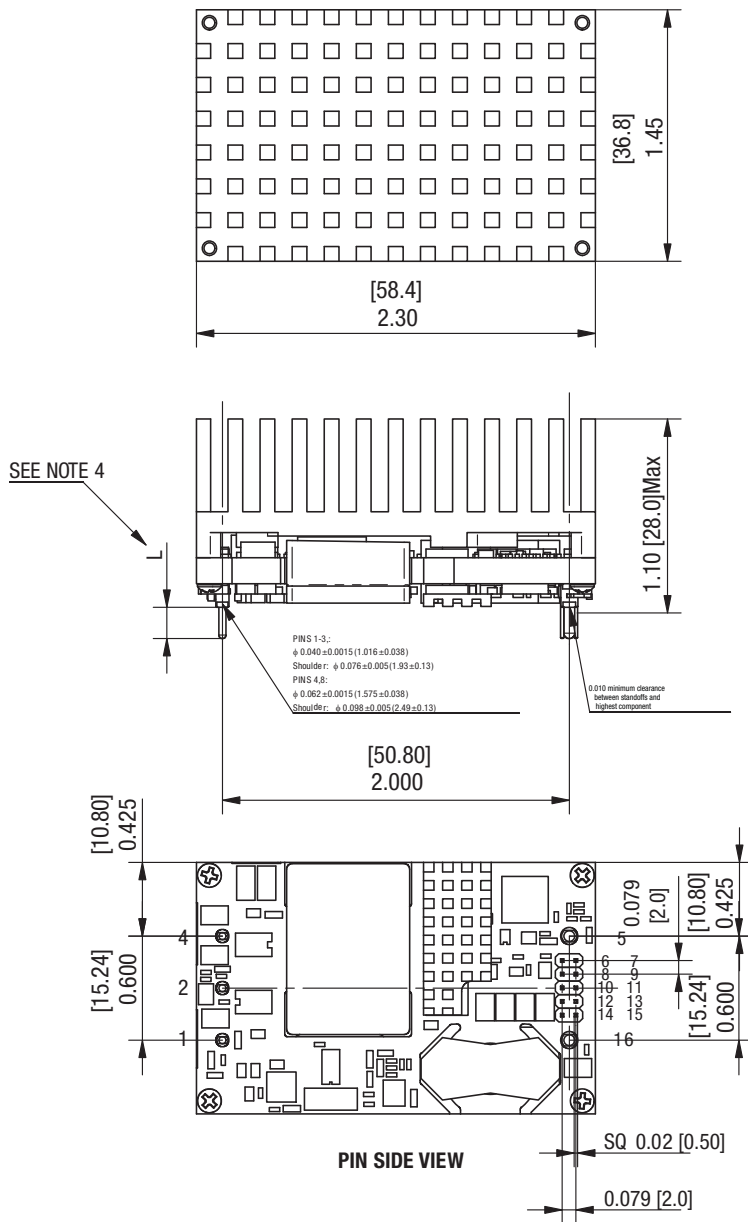 [36.8]
1.45
[58.4]
2.30
SEE NOTE 4
L
1.10 [28.0]Max
PINS 1-3,:
ϕ 0.040 ±0.0015 (1.016 ±0.038)
Shoulder: ϕ 0.076 ±0.005 (1.93 ±0.13)
PINS 4,8:
ϕ 0.062 ±0.0015 (1.575 ±0.038)
Shoulder: ϕ 0.098 ±0.005 (2.49 ±0.13)
0.010 minimum clearance
between standoffs and
highest component
[50.80]
2.000
[10.80]
0.425
[15.24]
0.600
0.079
[2.0]
[10.80]
0.425
[15.24]
0.600
4
2
1
5
6 7
8 9
10 11
12 13
14 15
16
SQ 0.02 [0.50]
0.079 [2.0]
PIN SIDE VIEW